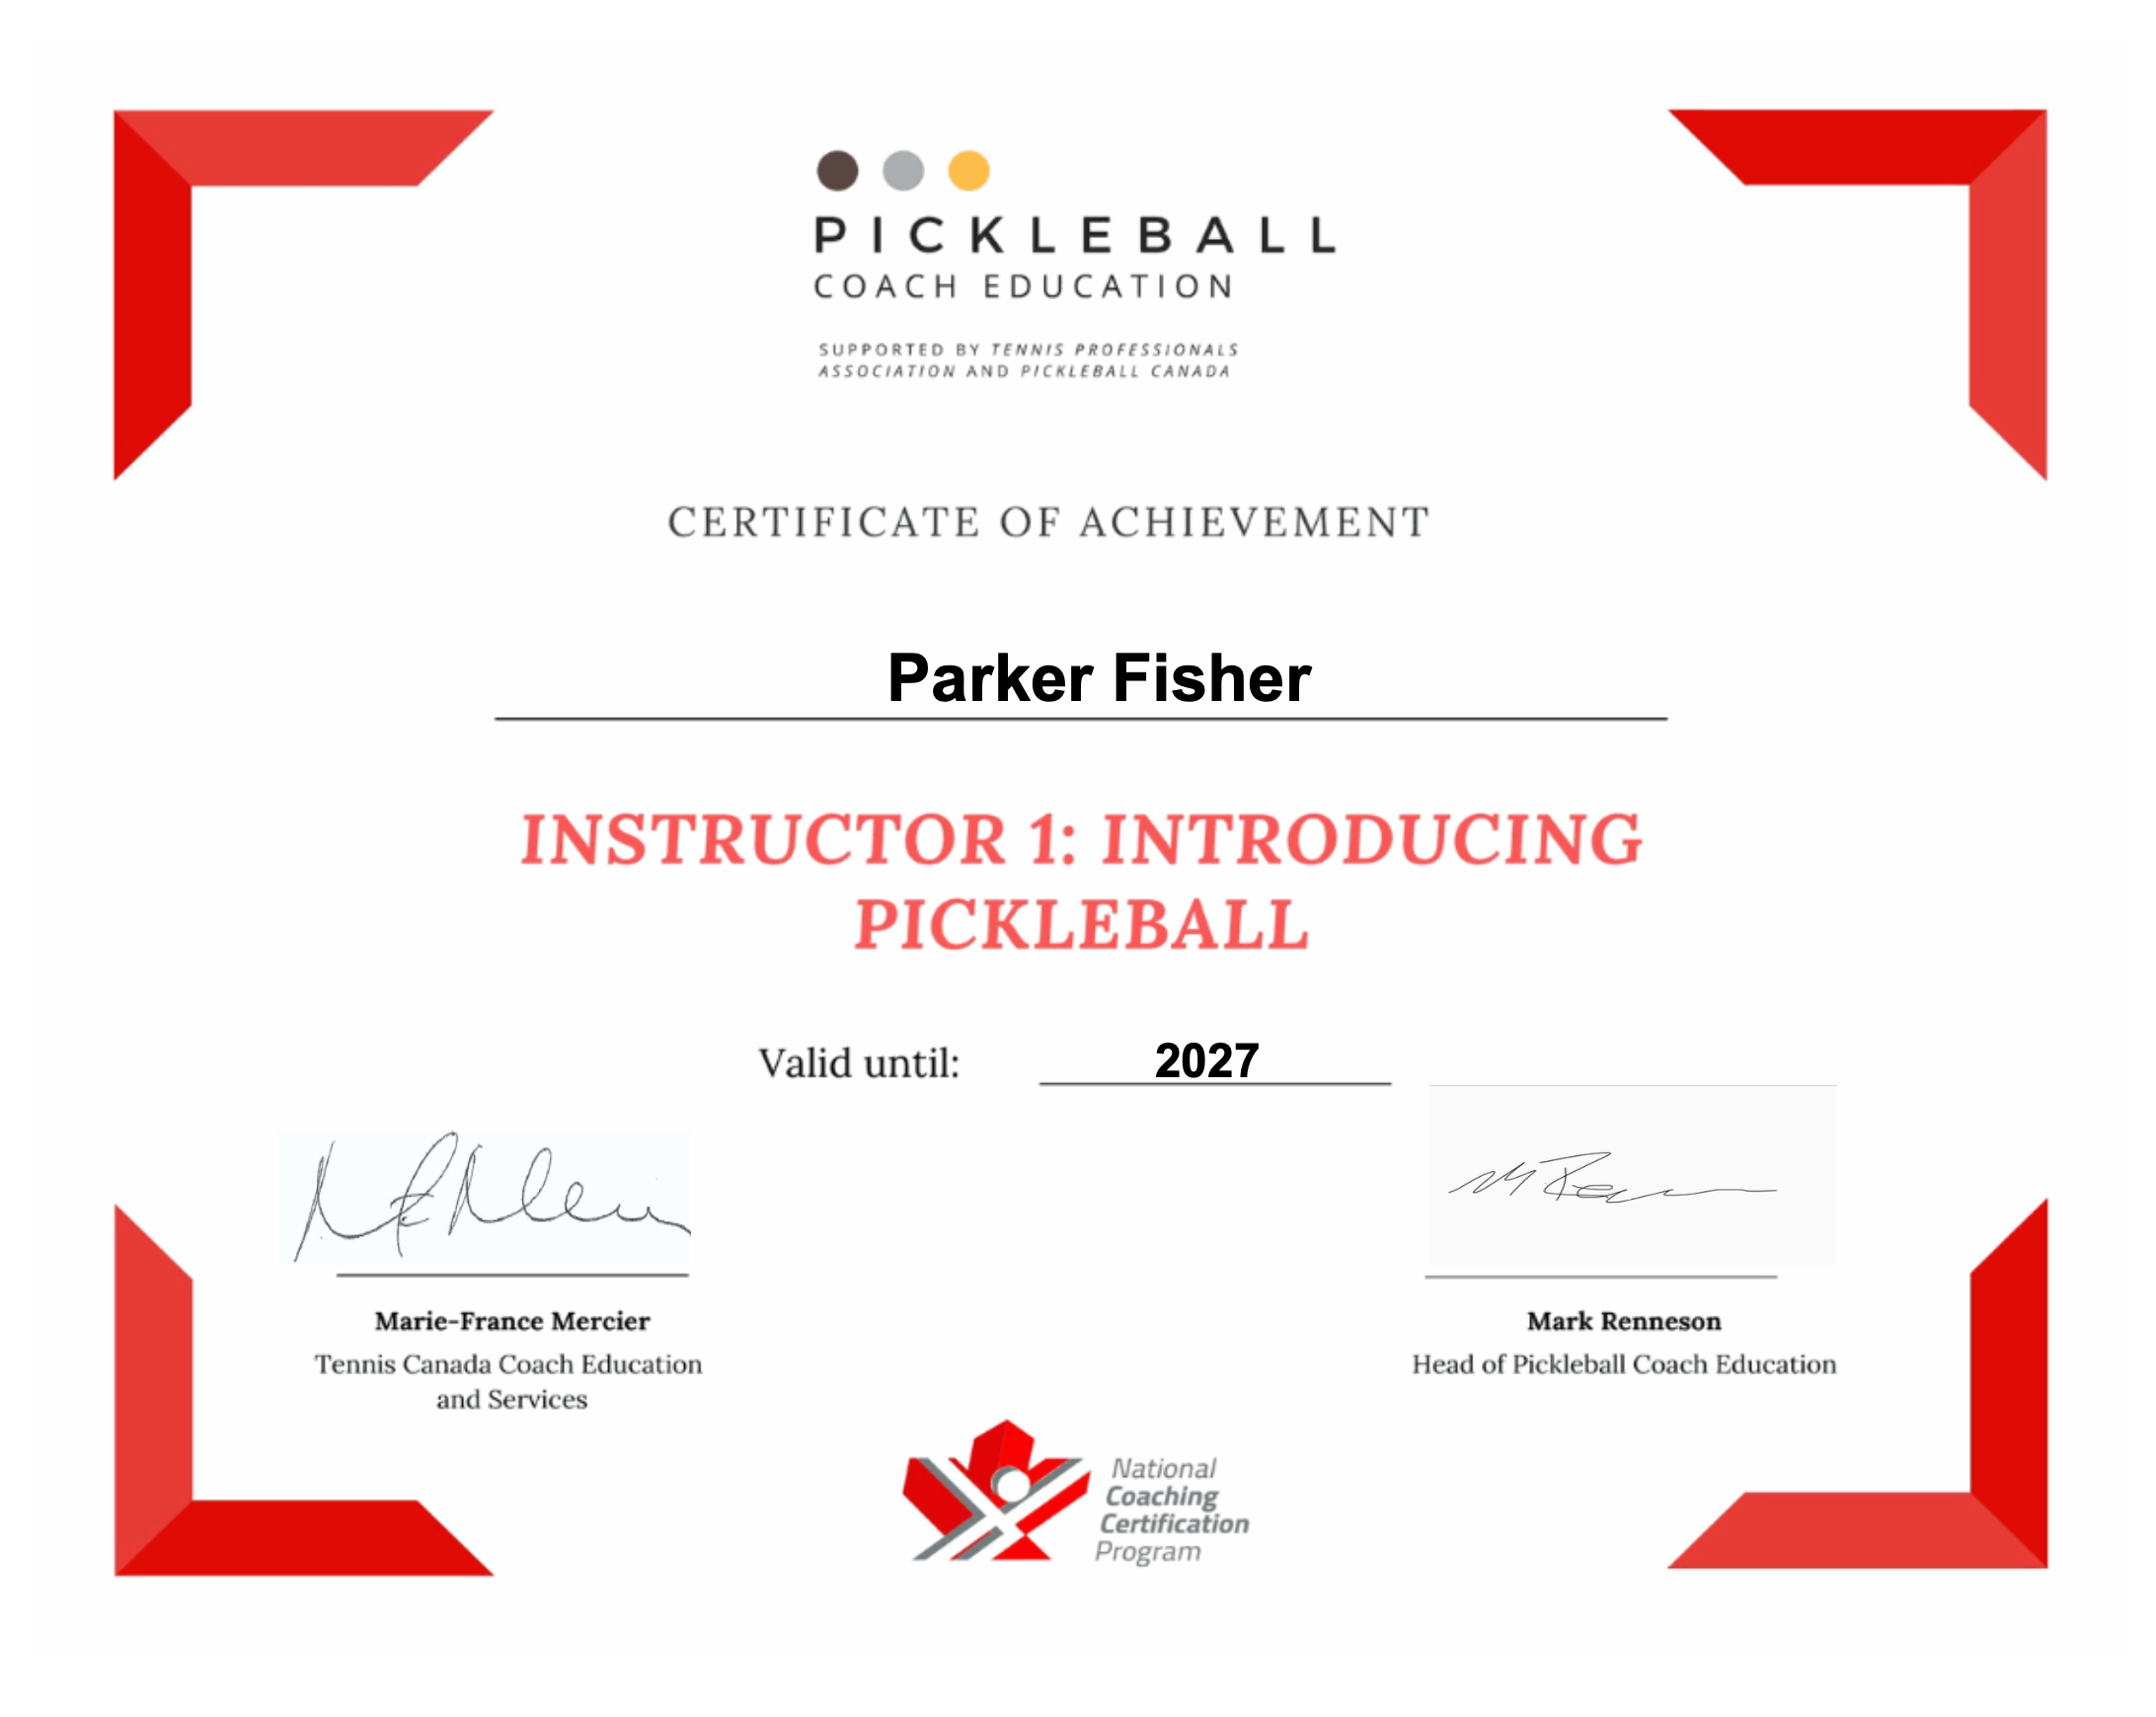 PICKLEBALL
COACH EDUCATION
SUPPORTED BY TENNIS PROFESSIONALS
ASSOCIATION AND PICKLEBALL CANADA
CERTIFICATE OF ACHIEVEMENT
Parker Fisher
INSTRUCTOR 1: INTRODUCING
PICKLEBALL
Valid until: 2027
Marie-France Mercier
Tennis Canada Coach Education
and Services
Mark Renneson
Head of Pickleball Coach Education
National
Coaching
Certification
Program